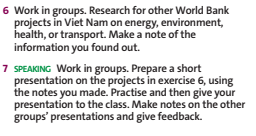 6 Work in groups. Research for other World Bank
projects in Viet Nam on energy, environment,
health, or transport. Make a note of the
information you found out.
7 SPEAKING Work in groups. Prepare a short
presentation on the projects in exercise 6, using
the notes you made. Practise and then give your
presentation to the class. Make notes on the other
groups' presentations and give feedback.